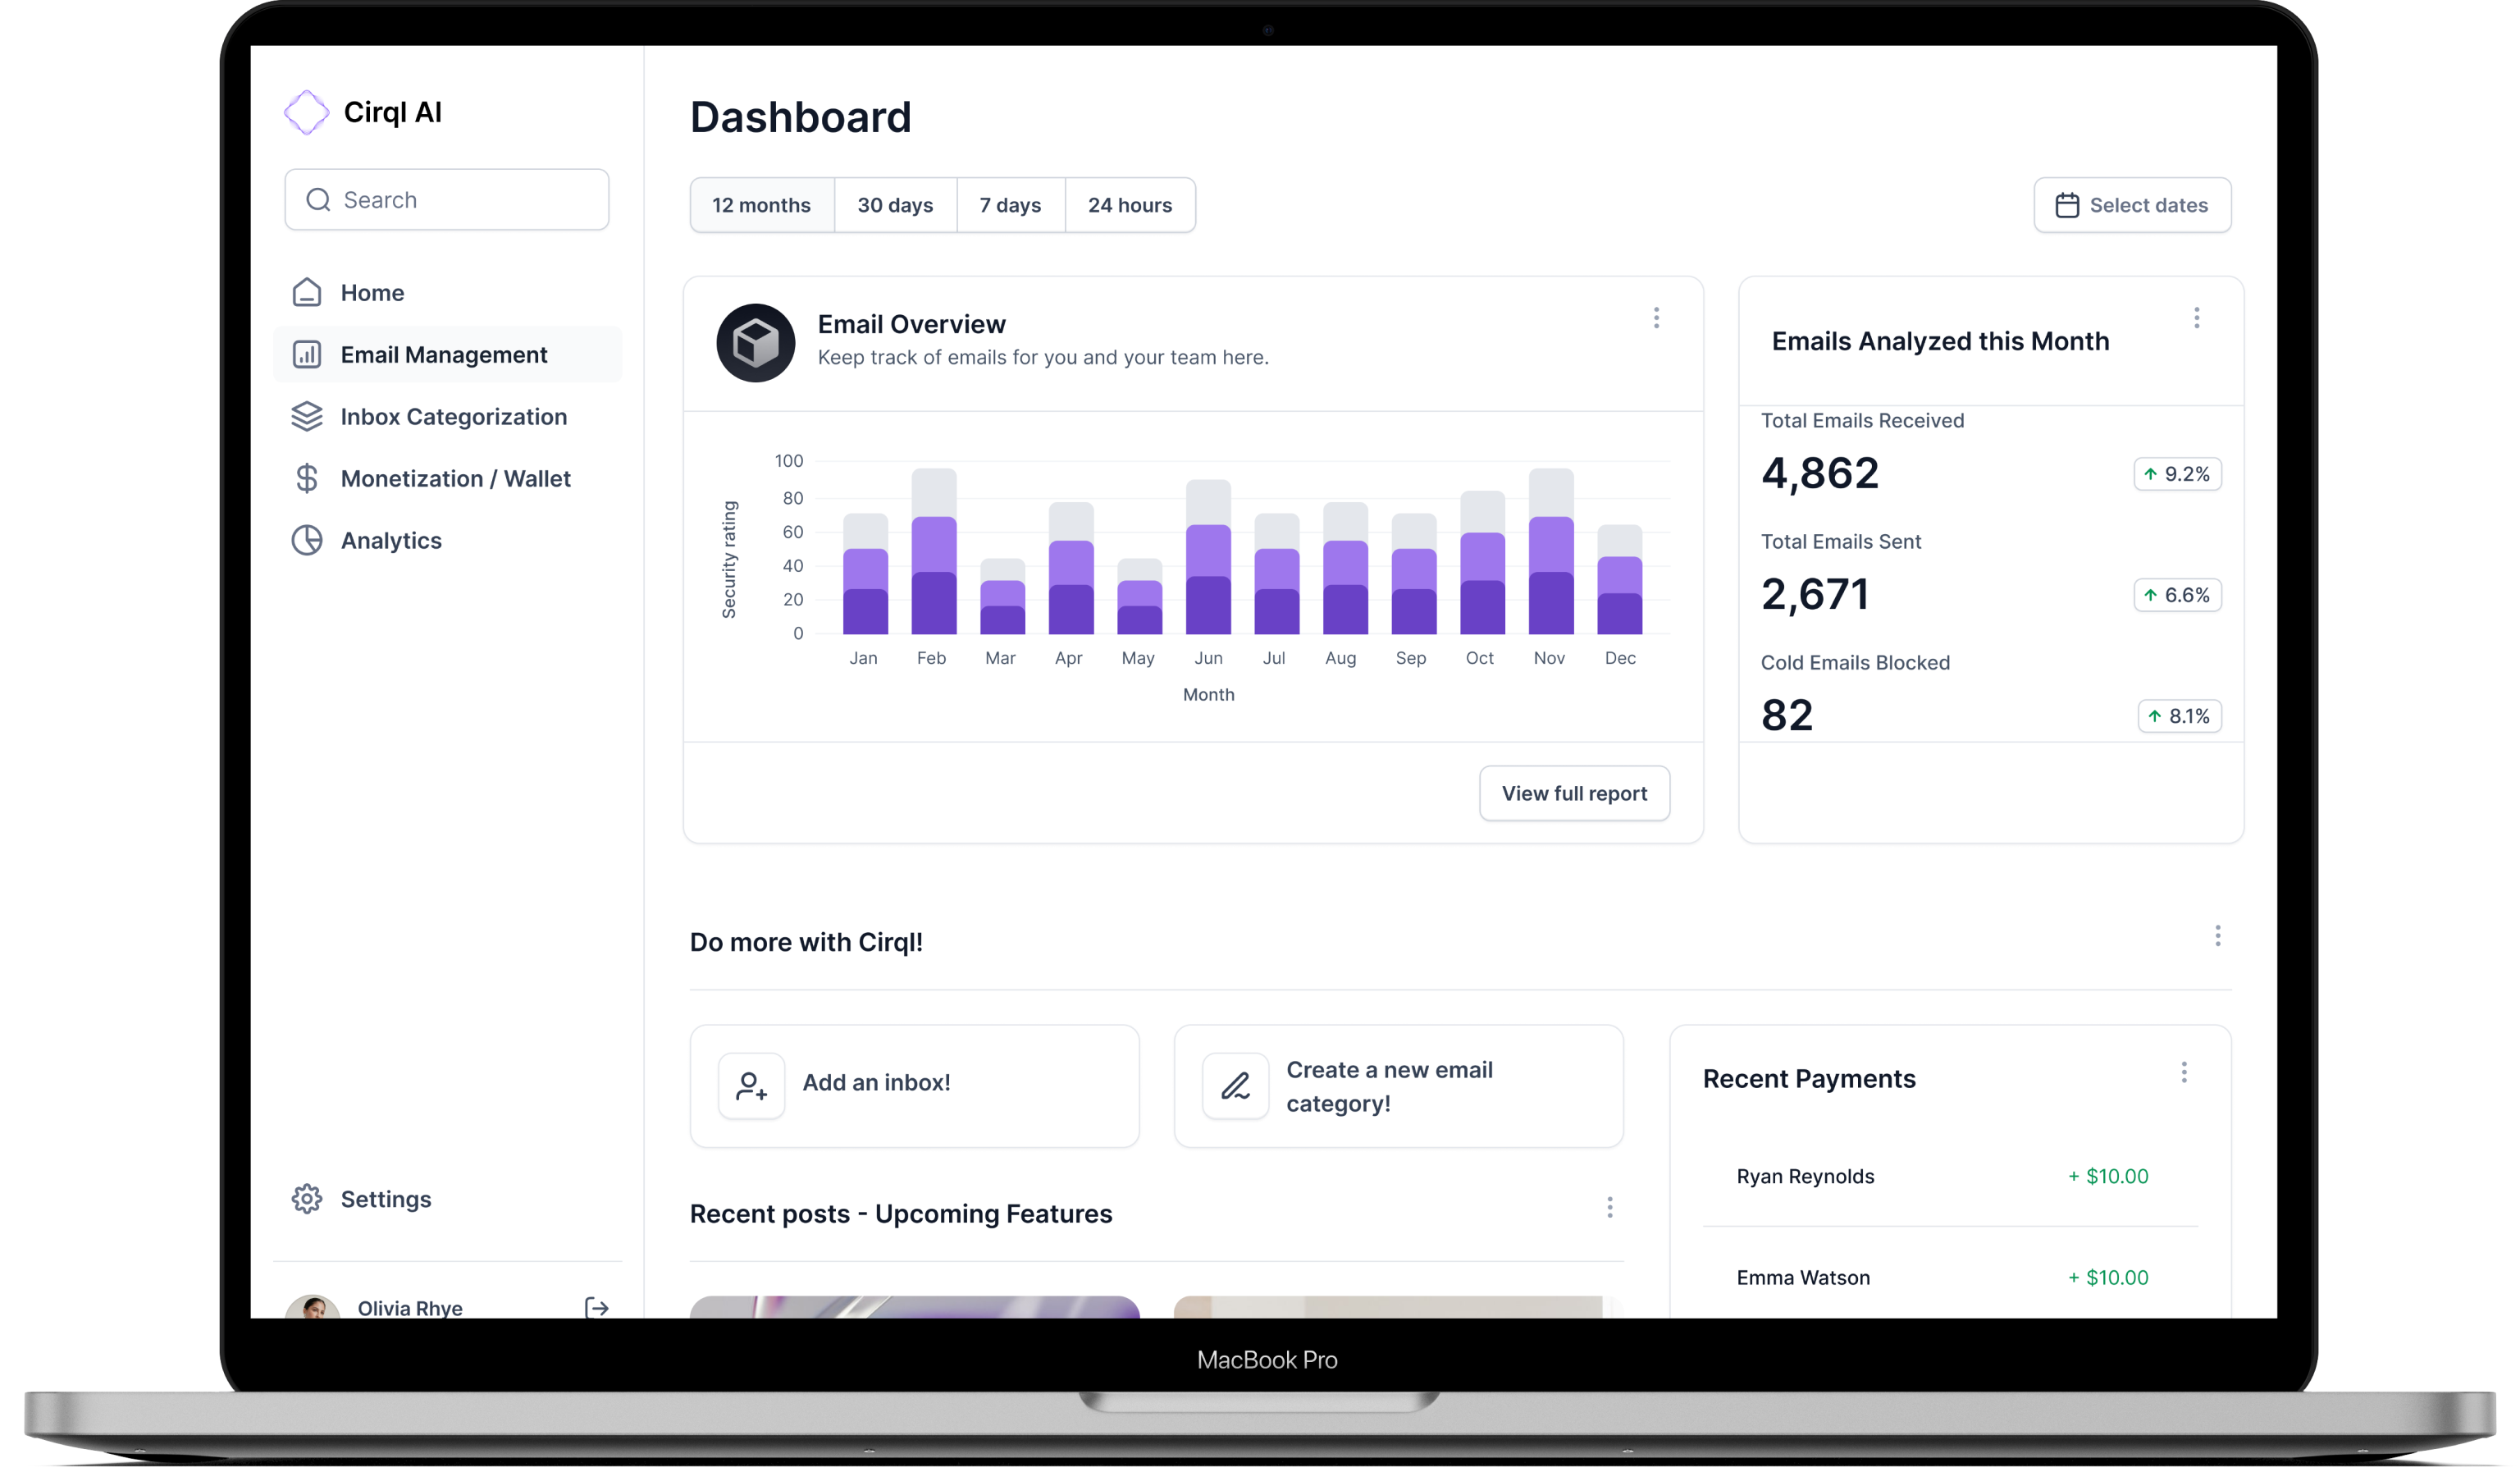 Cirql AI
Search
Home
Email Management
Inbox Categorization
Monetization / Wallet
Analytics
Settings
Olivia Rhye
Dashboard
12 months 30 days 7 days 24 hours
Select dates
Email Overview
Keep track of emails for you and your team here.
Security rating
100
80
60
40
20
0
Jan Feb Mar Apr May Jun Jul Aug Sep Oct Nov Dec
Month
View full report
Emails Analyzed this Month
Total Emails Received
4,862 9.2%
Total Emails Sent
2,671 6.6%
Cold Emails Blocked
82 8.1%
Do more with Cirql!
Add an inbox!
Create a new email
category!
Recent posts - Upcoming Features
Recent Payments
Ryan Reynolds + $10.00
Emma Watson + $10.00
MacBook Pro